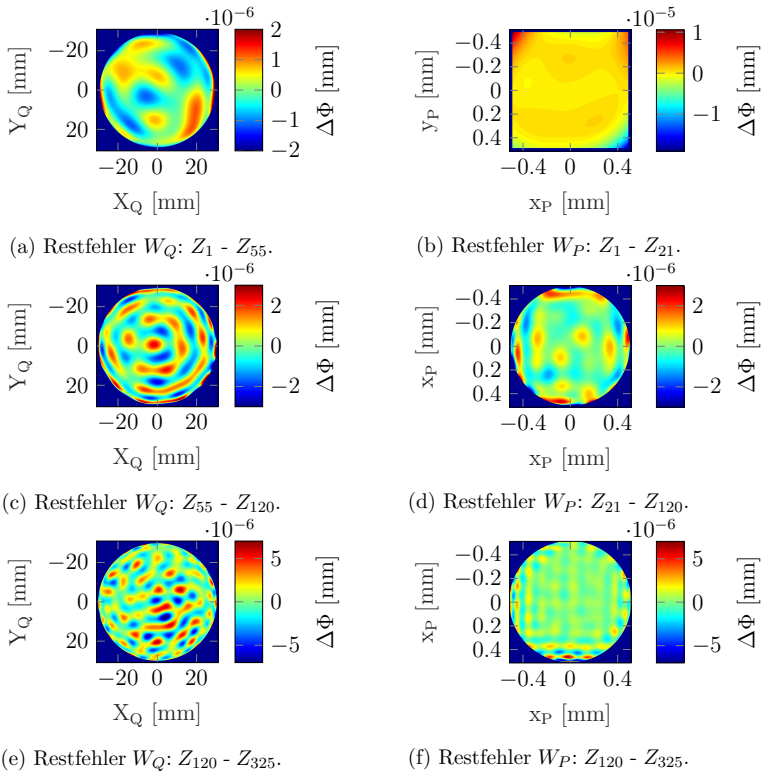 ·10⁻⁶
Y_Q [mm]
−20
0
20
−20 0 20
X_Q [mm]
2
1
0
−1
−2
ΔΦ [mm]
(a) Restfehler W_Q: Z_1 - Z_55.
·10⁻⁵
y_P [mm]
−0.4
−0.2
0
0.2
0.4
−0.4 0 0.4
x_P [mm]
1
0
−1
ΔΦ [mm]
(b) Restfehler W_P: Z_1 - Z_21.
·10⁻⁶
Y_Q [mm]
−20
0
20
−20 0 20
X_Q [mm]
2
0
−2
ΔΦ [mm]
(c) Restfehler W_Q: Z_55 - Z_120.
·10⁻⁶
x_P [mm]
−0.4
−0.2
0
0.2
0.4
−0.4 0 0.4
x_P [mm]
2
0
−2
ΔΦ [mm]
(d) Restfehler W_P: Z_21 - Z_120.
·10⁻⁶
Y_Q [mm]
−20
0
20
−20 0 20
X_Q [mm]
5
0
−5
ΔΦ [mm]
(e) Restfehler W_Q: Z_120 - Z_325.
·10⁻⁶
x_P [mm]
−0.4
−0.2
0
0.2
0.4
−0.4 0 0.4
x_P [mm]
5
0
−5
ΔΦ [mm]
(f) Restfehler W_P: Z_120 - Z_325.